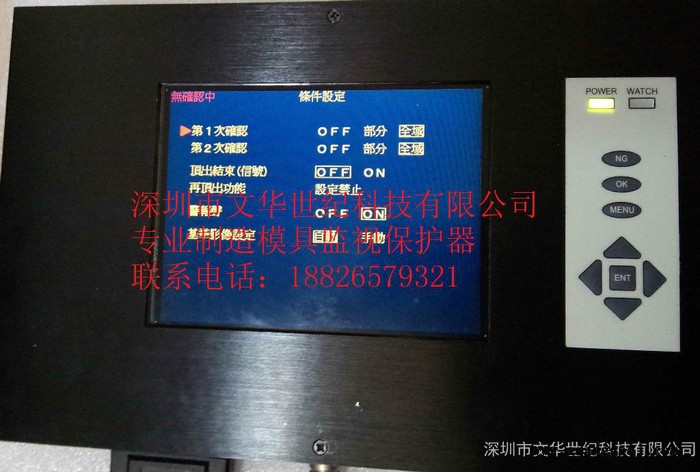 無確認中 條件設定
第1次確認 OFF 部分 全域
第2次確認 OFF 部分 全域
頂出結束(信號) OFF ON
再頂出功能 設定禁止
OFF ON
影像設定 自動 手動
深圳市文华世纪科技有限公司
专业制造模具监视保护器
联系电话：18826579321
POWER WATCH
NG
OK
MENU
ENT
深圳市文华世纪科技有限公司